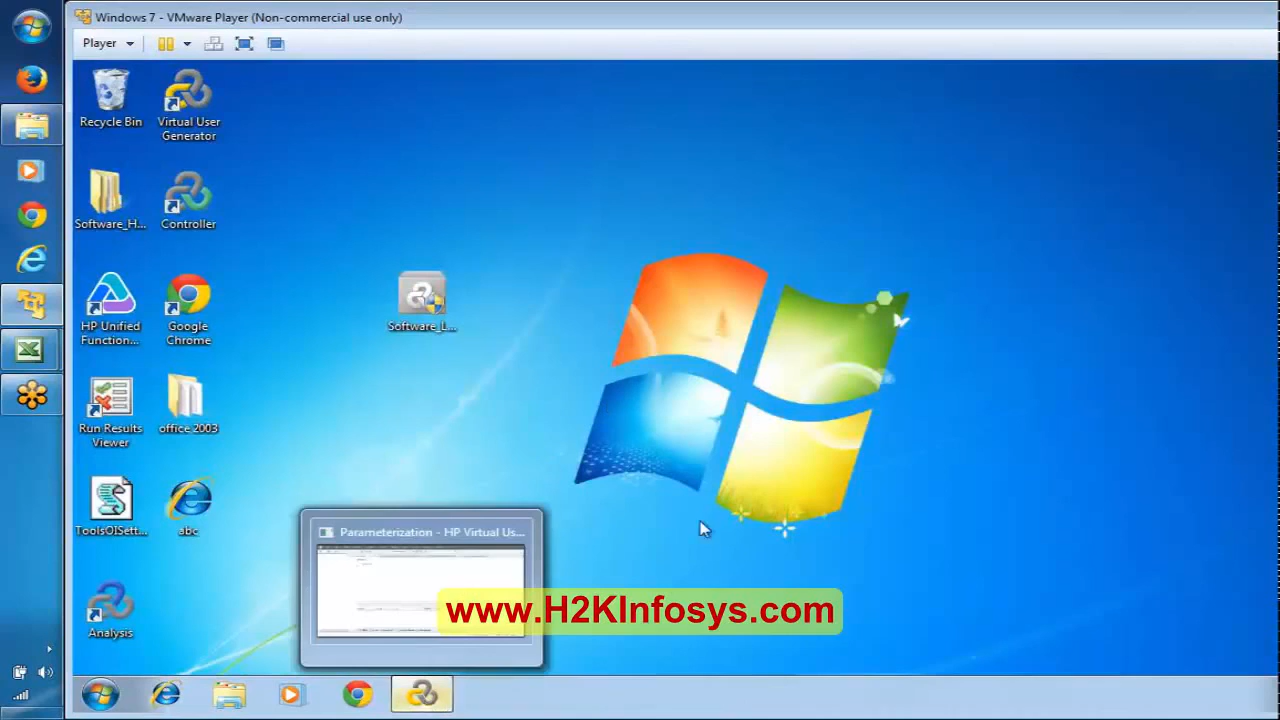 Windows 7 - VMware Player (Non-commercial use only)
Player
Recycle Bin
Virtual User
Generator
Software_H...
Controller
HP Unified
Function...
Google
Chrome
Software_L...
Run Results
Viewer
office 2003
ToolsOISett...
abc
Analysis
Parameterization - HP Virtual Us...
www.H2KInfosys.com